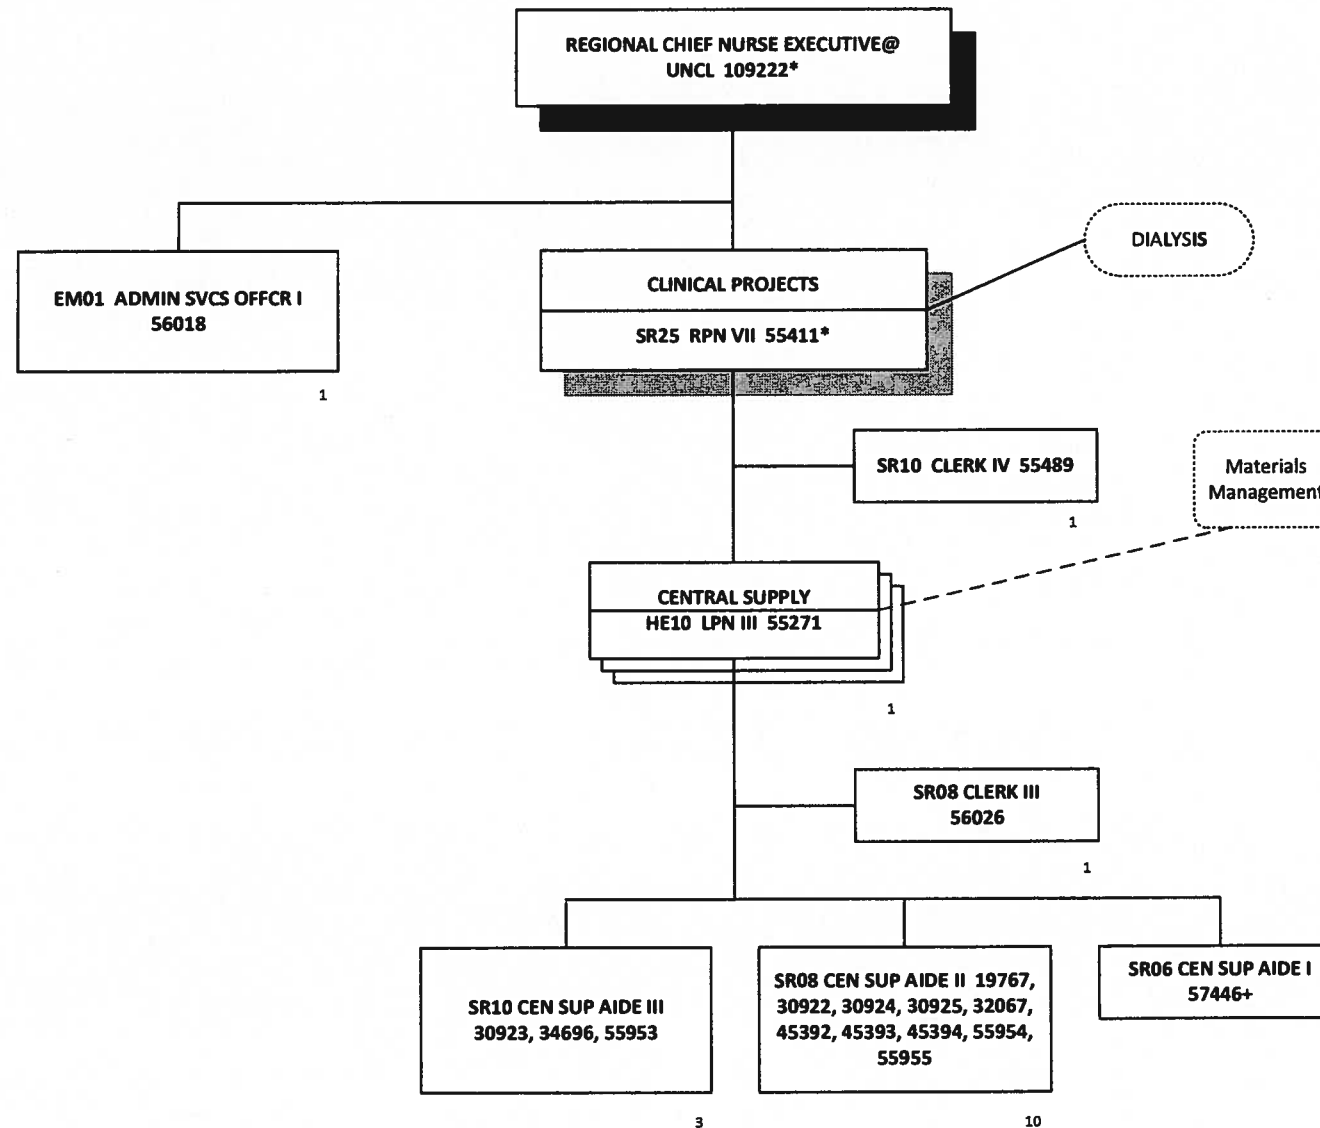 REGIONAL CHIEF NURSE EXECUTIVE@
UNCL 109222*
DIALYSIS
EM01 ADMIN SVCS OFFCR I
56018
1
CLINICAL PROJECTS
SR25 RPN VII 55411*
SR10 CLERK IV 55489
1
Materials
Management
CENTRAL SUPPLY
HE10 LPN III 55271
1
SR08 CLERK III
56026
1
SR10 CEN SUP AIDE III
30923, 34696, 55953
3
SR08 CEN SUP AIDE II 19767,
30922, 30924, 30925, 32067,
45392, 45393, 45394, 55954,
55955
10
SR06 CEN SUP AIDE I
57446+